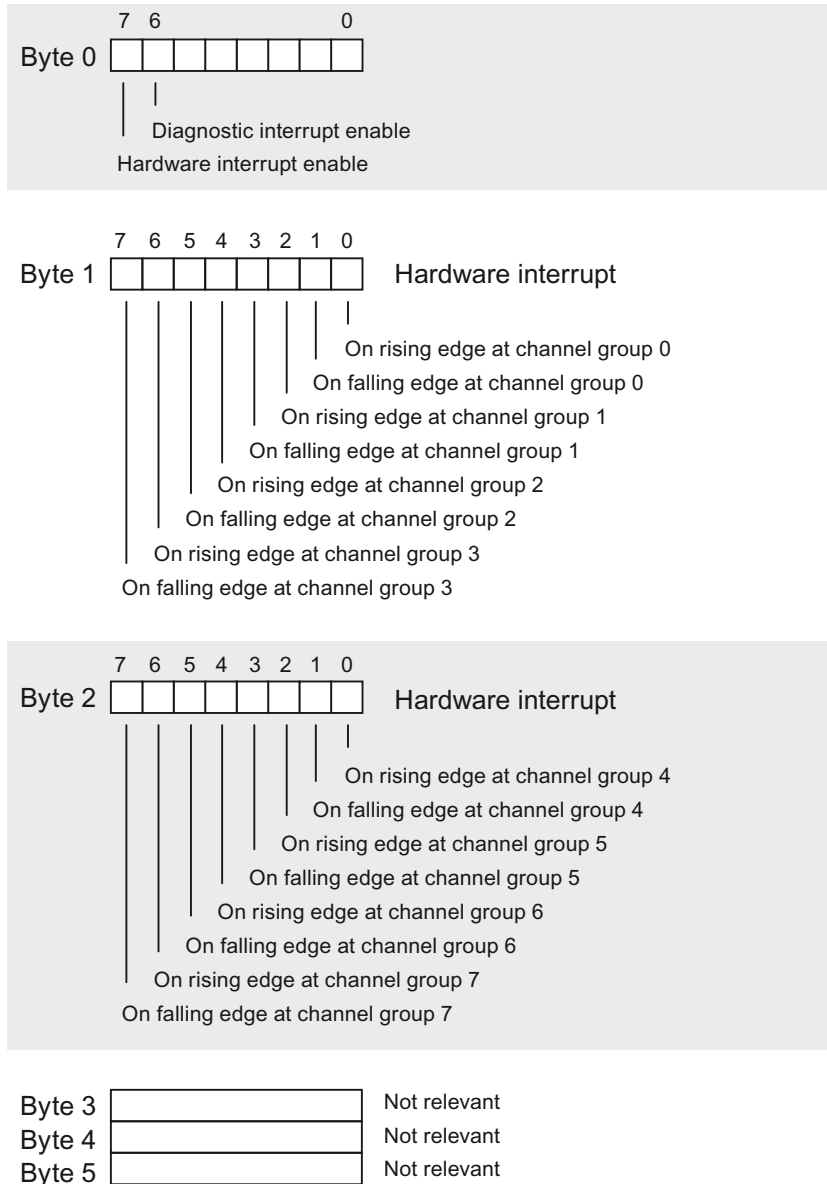 7 6 0
Byte 0
Diagnostic interrupt enable
Hardware interrupt enable
7 6 5 4 3 2 1 0
Byte 1 Hardware interrupt
On rising edge at channel group 0
On falling edge at channel group 0
On rising edge at channel group 1
On falling edge at channel group 1
On rising edge at channel group 2
On falling edge at channel group 2
On rising edge at channel group 3
On falling edge at channel group 3
7 6 5 4 3 2 1 0
Byte 2 Hardware interrupt
On rising edge at channel group 4
On falling edge at channel group 4
On rising edge at channel group 5
On falling edge at channel group 5
On rising edge at channel group 6
On falling edge at channel group 6
On rising edge at channel group 7
On falling edge at channel group 7
Byte 3 Not relevant
Byte 4 Not relevant
Byte 5 Not relevant